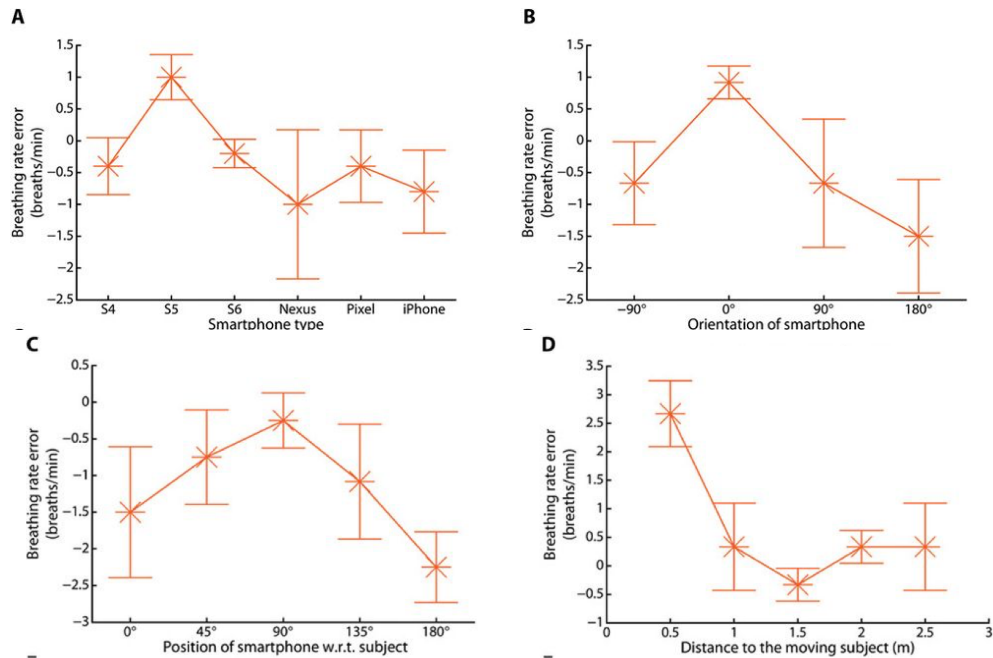 A
1.5
1
0.5
0
−0.5
−1
−1.5
−2
−2.5
Breathing rate error
(breaths/min)
S4 S5 S6 Nexus Pixel iPhone
Smartphone type
B
1.5
1
0.5
0
−0.5
−1
−1.5
−2
−2.5
Breathing rate error
(breaths/min)
−90° 0° 90° 180°
Orientation of smartphone
C
0.5
0
−0.5
−1
−1.5
−2
−2.5
−3
Breathing rate error
(breaths/min)
0° 45° 90° 135° 180°
Position of smartphone w.r.t. subject
D
3.5
3
2.5
2
1.5
1
0.5
0
−0.5
−1
Breathing rate error
(breaths/min)
0 0.5 1 1.5 2 2.5 3
Distance to the moving subject (m)